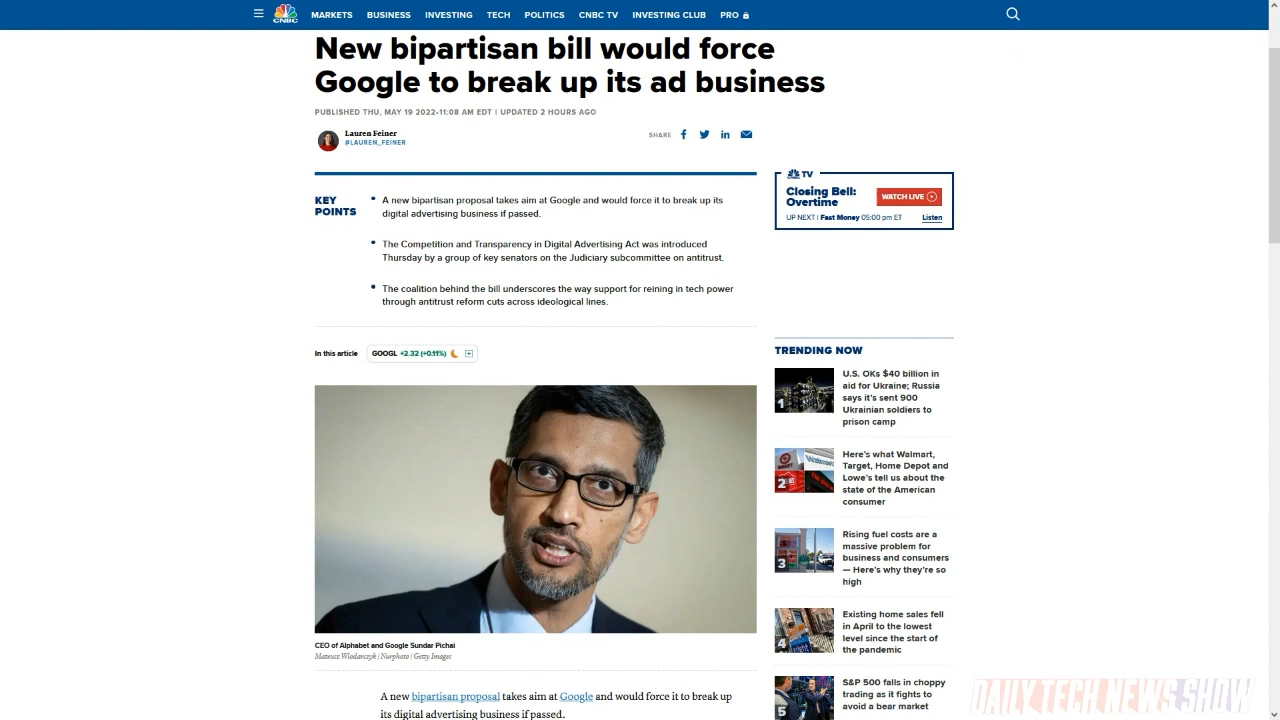 CNBC
MARKETS BUSINESS INVESTING TECH POLITICS CNBC TV INVESTING CLUB PRO
New bipartisan bill would force
Google to break up its ad business
PUBLISHED THU, MAY 19 2022•11:08 AM EDT | UPDATED 2 HOURS AGO
Lauren Feiner
@LAUREN_FEINER
SHARE
KEY
POINTS
A new bipartisan proposal takes aim at Google and would force it to break up its
digital advertising business if passed.
The Competition and Transparency in Digital Advertising Act was introduced
Thursday by a group of key senators on the Judiciary subcommittee on antitrust.
The coalition behind the bill underscores the way support for reining in tech power
through antitrust reform cuts across ideological lines.
In this article
GOOGL +2.32 (+0.11%)
CEO of Alphabet and Google Sundar Pichai
Mateusz Wlodarczyk | Nurphoto | Getty Images
A new bipartisan proposal takes aim at Google and would force it to break up
its digital advertising business if passed.
TV
Closing Bell:
Overtime
WATCH LIVE
UP NEXT | Fast Money 05:00 pm ET
Listen
TRENDING NOW
1
U.S. OKs $40 billion in
aid for Ukraine; Russia
says it's sent 900
Ukrainian soldiers to
prison camp
2
Here's what Walmart,
Target, Home Depot and
Lowe's tell us about the
state of the American
consumer
3
Rising fuel costs are a
massive problem for
business and consumers
— Here's why they're so
high
4
Existing home sales fell
in April to the lowest
level since the start of
the pandemic
5
S&P 500 falls in choppy
trading as it fights to
avoid a bear market
DAILY TECH NEWS SHOW